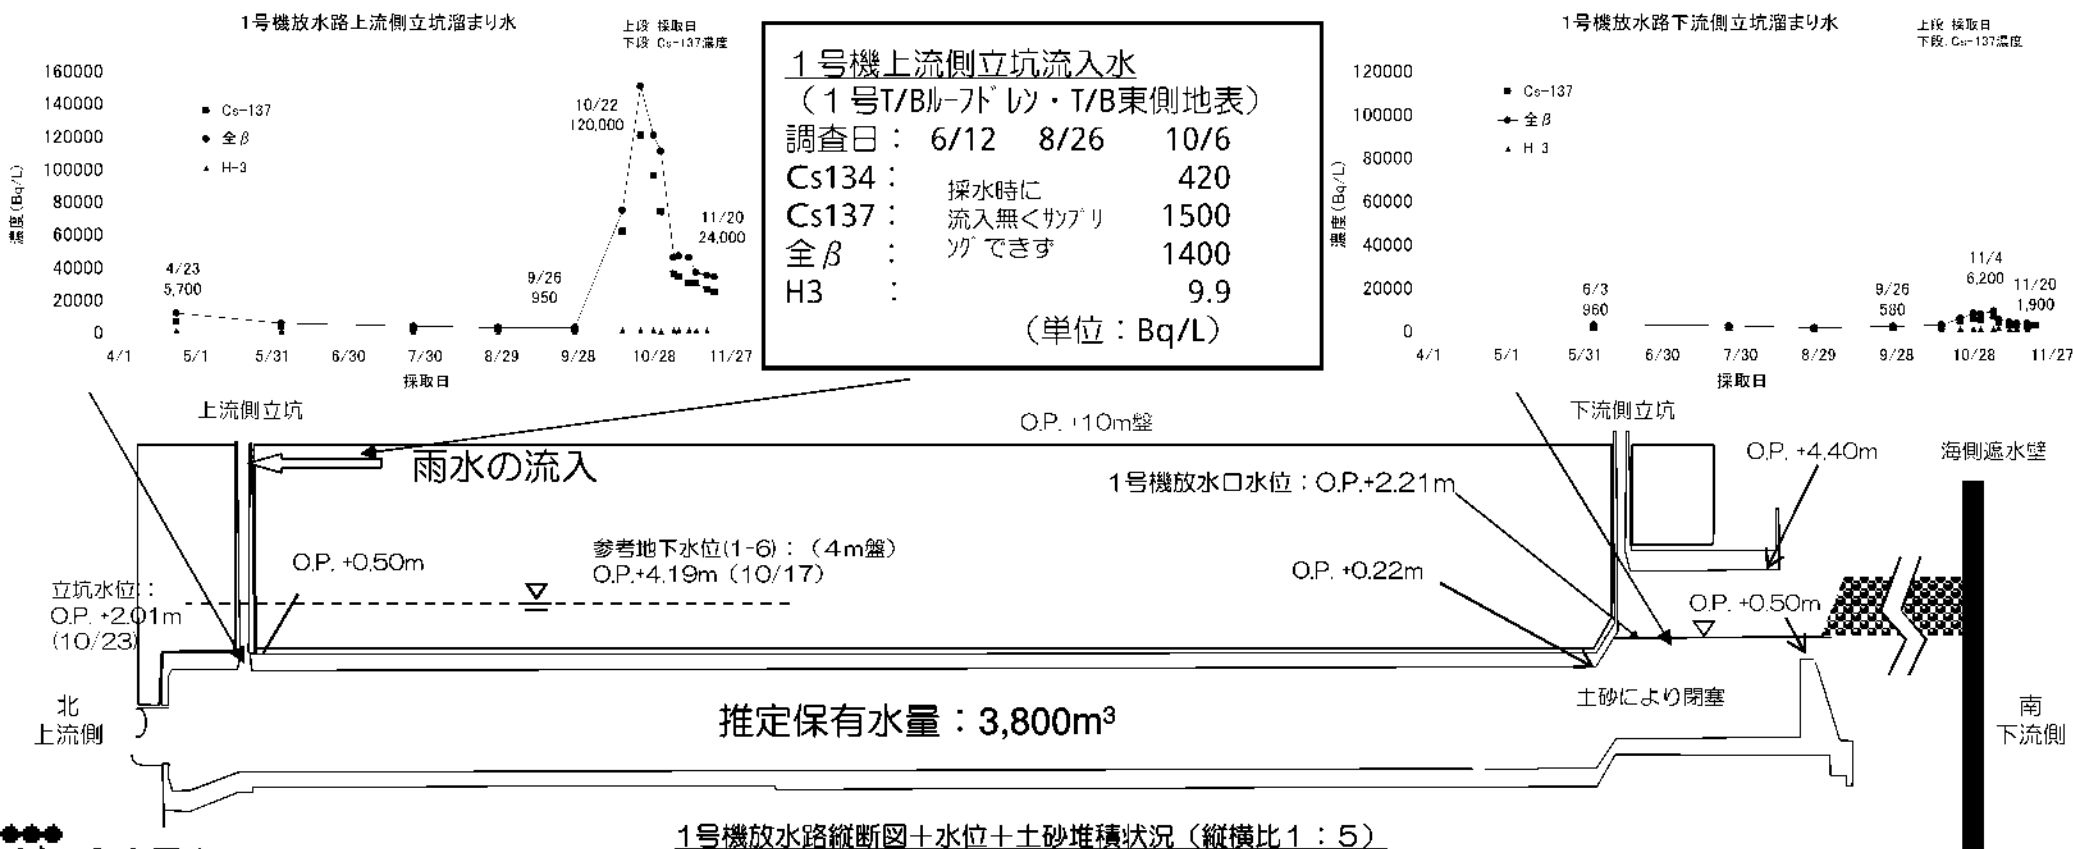 1号機放水路上流側立坑溜まり水
上段 採取日
下段 Cs-137濃度
濃度(Bq/L)
160000
140000
120000
100000
80000
60000
40000
20000
0
Cs-137
全β
H-3
4/23
5,700
9/26
950
10/22
120,000
11/20
24,000
4/1 5/1 5/31 6/30 7/30 8/29 9/28 10/28 11/27
採取日
1号機上流側立坑流入水
(1号T/Bルーフドレン・T/B東側地表)
調査日: 6/12 8/26 10/6
Cs134: 420
Cs137: 1500
全β : 1400
H3 : 9.9
採水時に
流入無くサンプリ
ングできず
(単位:Bq/L)
1号機放水路下流側立坑溜まり水
上段 採取日
下段 Cs-137濃度
濃度(Bq/L)
120000
100000
80000
60000
40000
20000
0
Cs-137
全β
H-3
6/3
960
9/26
580
11/4
6,200
11/20
1,900
4/1 5/1 5/31 6/30 7/30 8/29 9/28 10/28 11/27
採取日
上流側立坑
O.P. +10m盤
下流側立坑
海側遮水壁
雨水の流入
O.P. +4.40m
1号機放水口水位:O.P.+2.21m
参考地下水位(1-6):(4m盤)
O.P.+4.19m (10/17)
O.P. +0.50m
O.P. +0.22m
O.P. +0.50m
立坑水位:
O.P. +2.01m
(10/23)
土砂により閉塞
北
上流側
推定保有水量:3,800m³
南
下流側
1号機放水路縦断図+水位+土砂堆積状況(縦横比1:5)